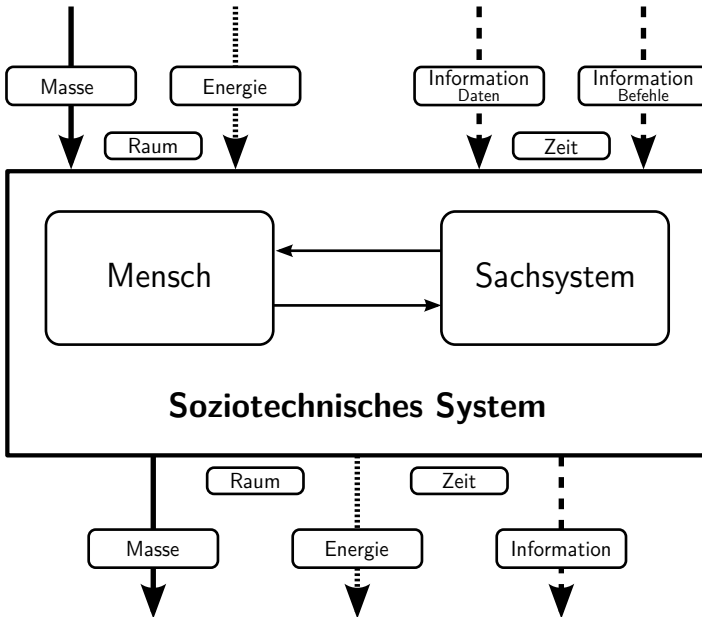 Masse
Energie
Information
Daten
Information
Befehle
Raum
Zeit
Mensch
Sachsystem
Soziotechnisches System
Raum
Zeit
Masse
Energie
Information